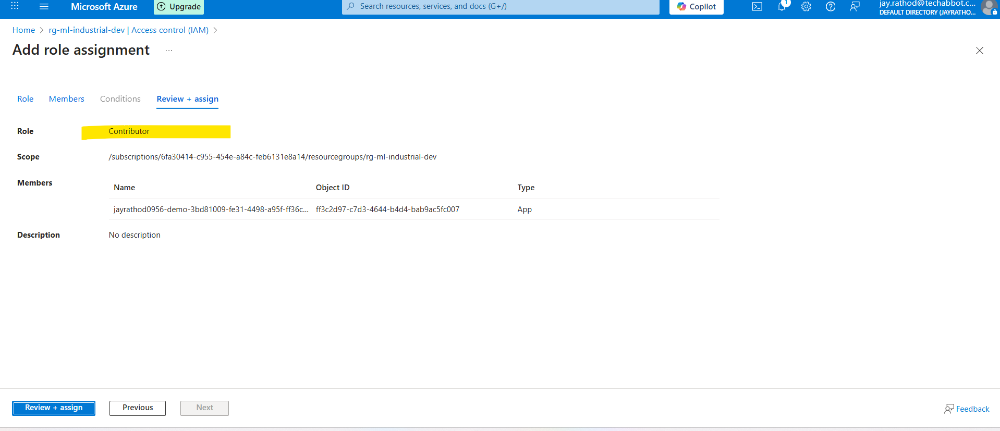 Microsoft Azure
Upgrade
Search resources, services, and docs (G+/)
Copilot
1
jay.rathod@techabbot.c...
DEFAULT DIRECTORY (JAYRATHO...
Home > rg-ml-industrial-dev | Access control (IAM) >
Add role assignment ...
Role Members Conditions Review + assign
Role Contributor
Scope /subscriptions/6fa30414-c955-454e-a84c-feb6131e8a14/resourcegroups/rg-ml-industrial-dev
Members
Name Object ID Type
jayrathod0956-demo-3bd81009-fe31-4498-a95f-ff36c... ff3c2d97-c7d3-4644-b4d4-bab9ac5fc007 App
Description No description
Review + assign Previous Next
Feedback